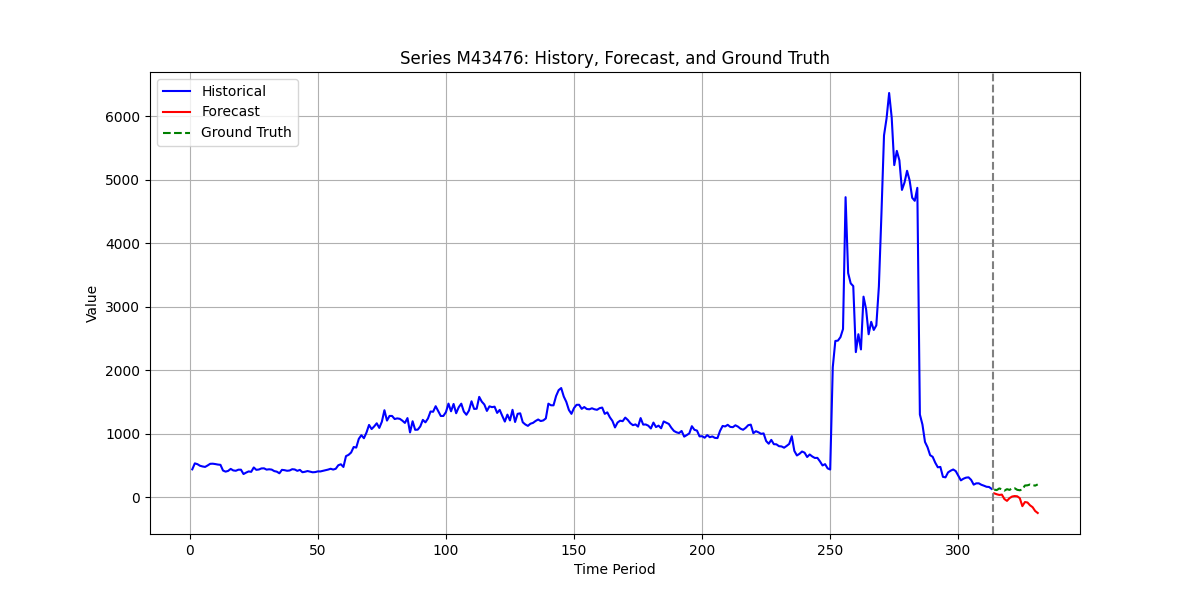 Series M43476: History, Forecast, and Ground Truth
Historical
Forecast
Ground Truth
6000
5000
4000
3000
2000
1000
0
Value
0 50 100 150 200 250 300
Time Period